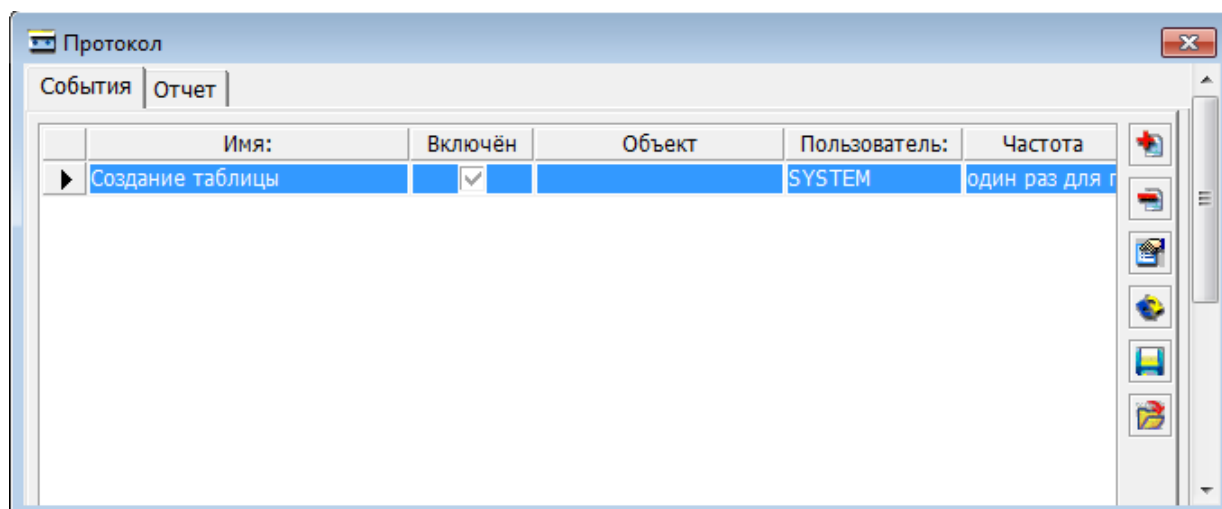 Протокол
События Отчет
Имя: Включён Объект Пользователь: Частота
Создание таблицы SYSTEM один раз для г